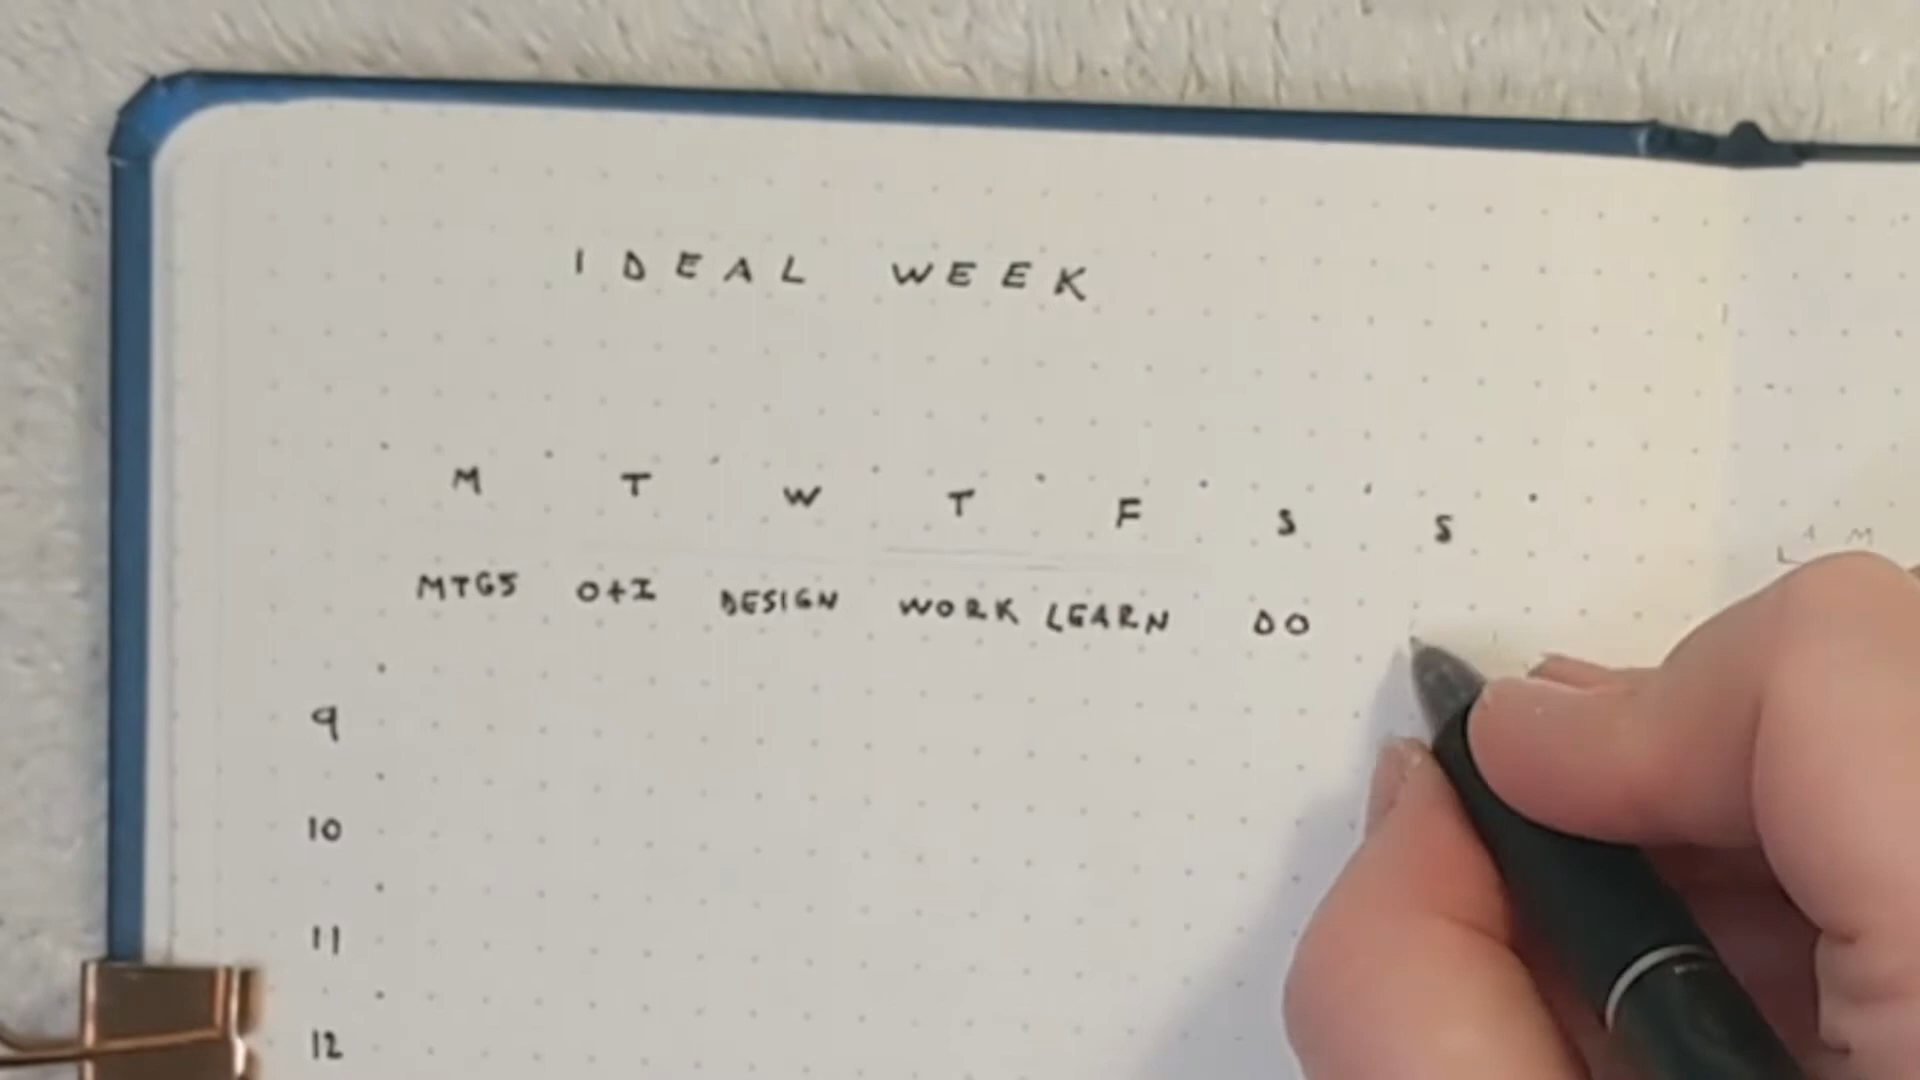 IDEAL WEEK
M T W T F S S
MTGS O+I DESIGN WORK LEARN DO
9
10
11
12